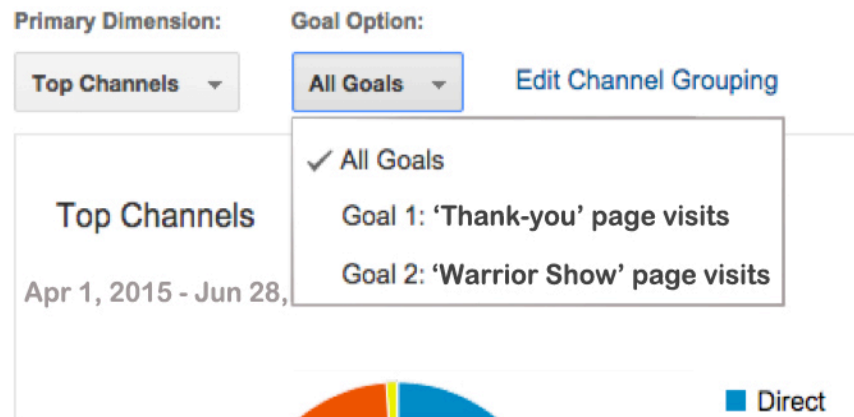 Primary Dimension: Goal Option:
Top Channels All Goals Edit Channel Grouping
All Goals
Top Channels
Goal 1: ‘Thank-you’ page visits
Goal 2: ‘Warrior Show’ page visits
Apr 1, 2015 - Jun 28,
Direct